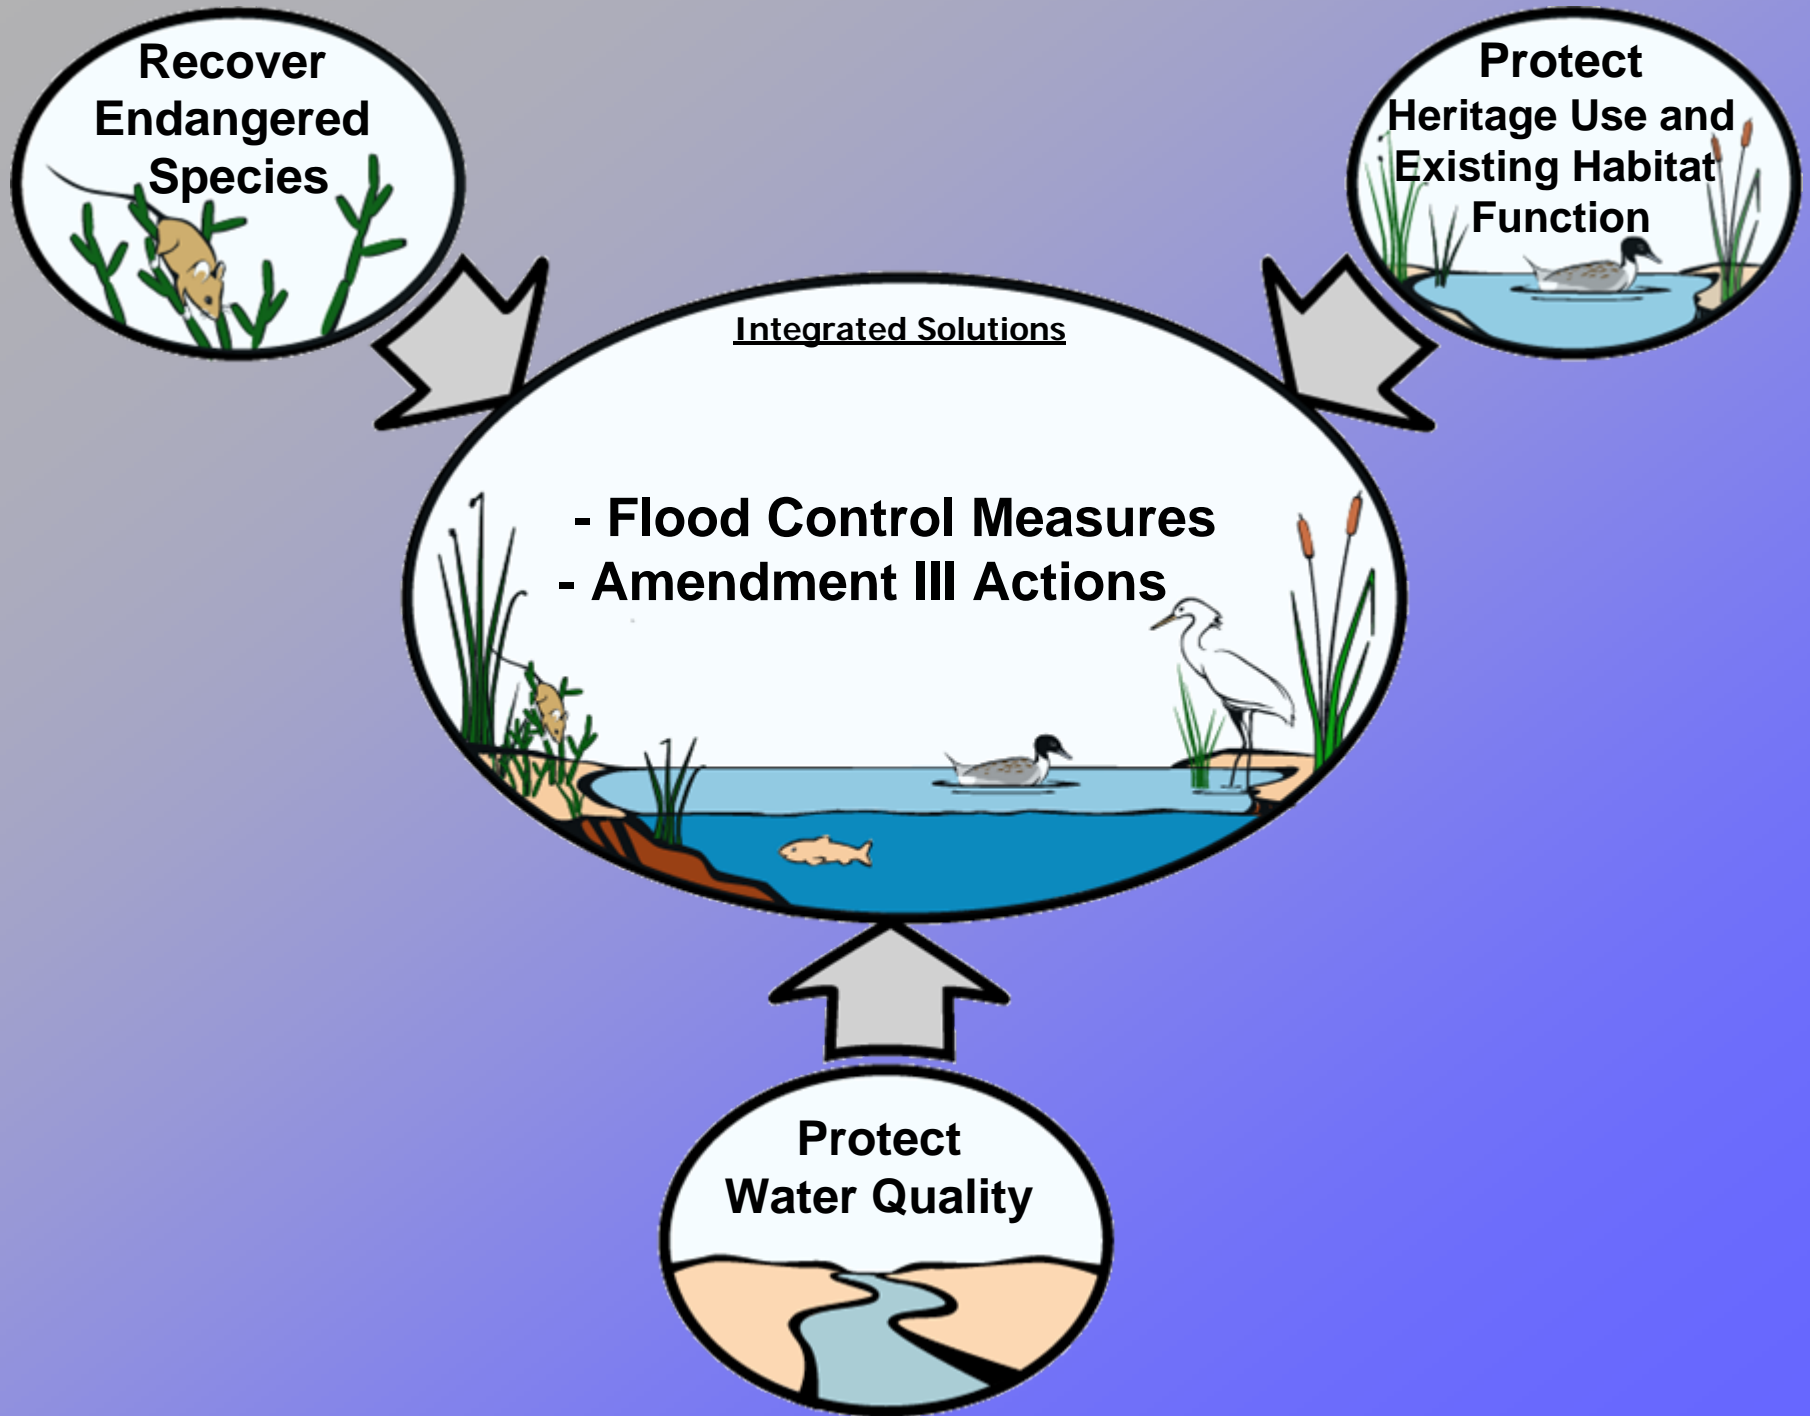 Recover
Endangered
Species
Protect
Heritage Use and
Existing Habitat
Function
Integrated Solutions
- Flood Control Measures
- Amendment III Actions
Protect
Water Quality